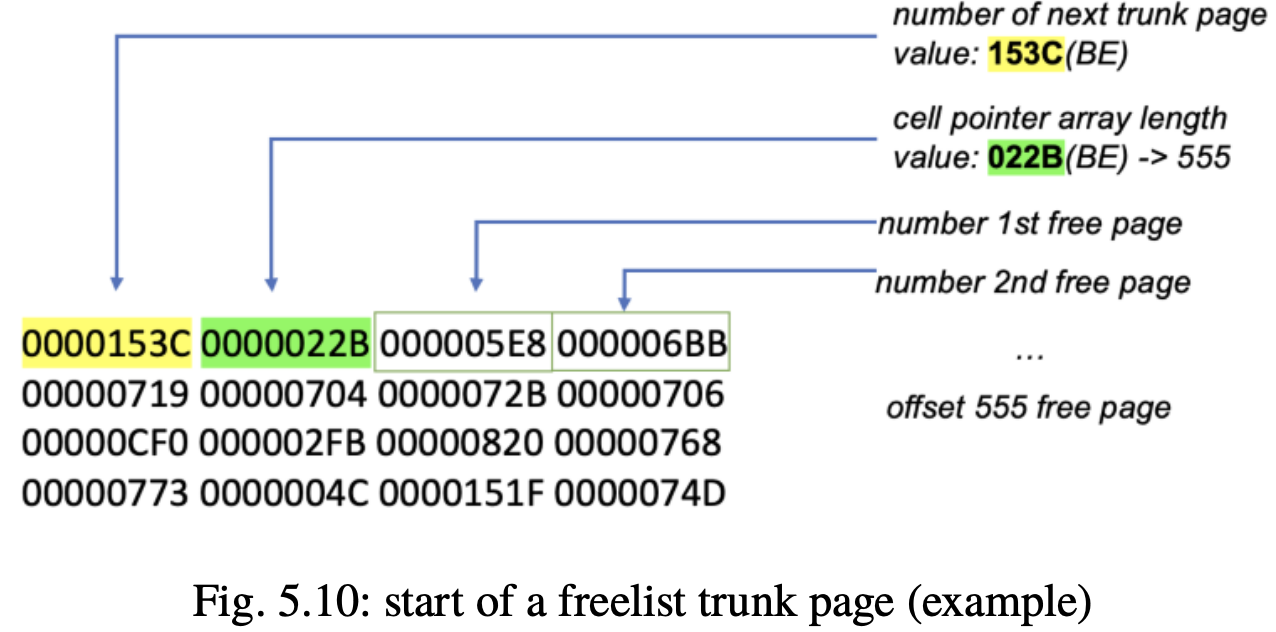 number of next trunk page
value: 153C(BE)
cell pointer array length
value: 022B(BE) -> 555
number 1st free page
number 2nd free page
0000153C 0000022B 000005E8 000006BB
...
00000719 00000704 0000072B 00000706
offset 555 free page
00000CF0 000002FB 00000820 00000768
00000773 0000004C 0000151F 0000074D
Fig. 5.10: start of a freelist trunk page (example)